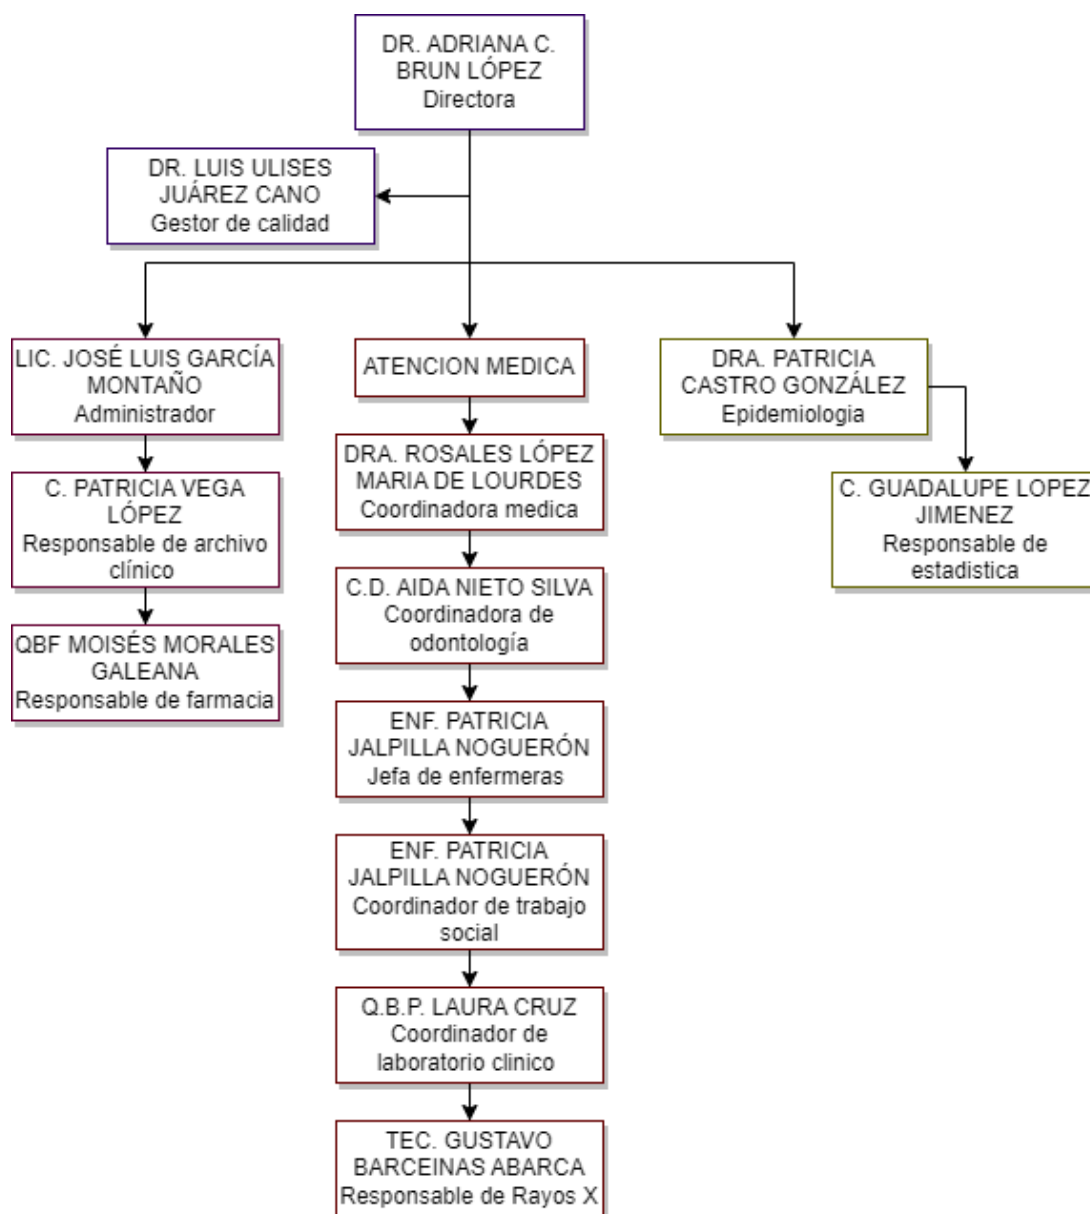 DR. ADRIANA C.
BRUN LÓPEZ
Directora
DR. LUIS ULISES
JUÁREZ CANO
Gestor de calidad
LIC. JOSÉ LUIS GARCÍA
MONTAÑO
Administrador
C. PATRICIA VEGA
LÓPEZ
Responsable de archivo
clínico
QBF MOISÉS MORALES
GALEANA
Responsable de farmacia
ATENCION MEDICA
DRA. ROSALES LÓPEZ
MARIA DE LOURDES
Coordinadora medica
C.D. AIDA NIETO SILVA
Coordinadora de
odontología
ENF. PATRICIA
JALPILLA NOGUERÓN
Jefa de enfermeras
ENF. PATRICIA
JALPILLA NOGUERÓN
Coordinador de trabajo
social
Q.B.P. LAURA CRUZ
Coordinador de
laboratorio clinico
TEC. GUSTAVO
BARCEINAS ABARCA
Responsable de Rayos X
DRA. PATRICIA
CASTRO GONZÁLEZ
Epidemiologia
C. GUADALUPE LOPEZ
JIMENEZ
Responsable de
estadistica